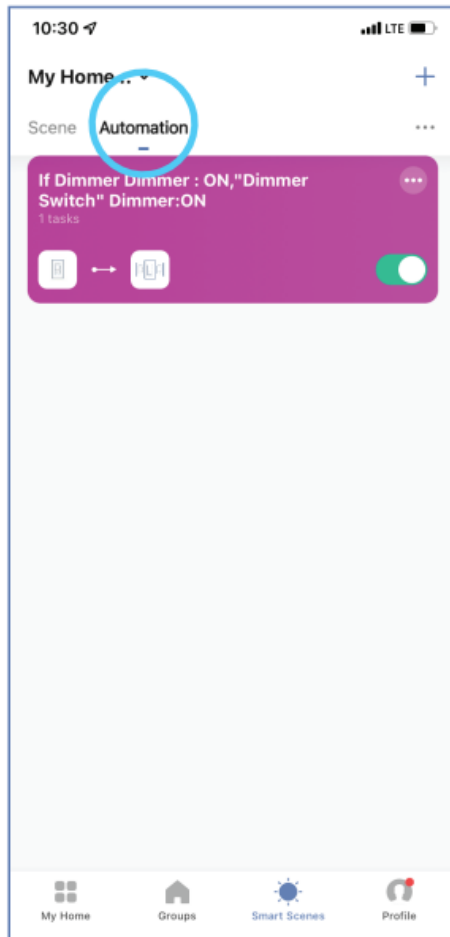 10:30
LTE
My Home...
Scene Automation
If Dimmer Dimmer : ON,"Dimmer
Switch" Dimmer:ON
1 tasks
My Home Groups Smart Scenes Profile